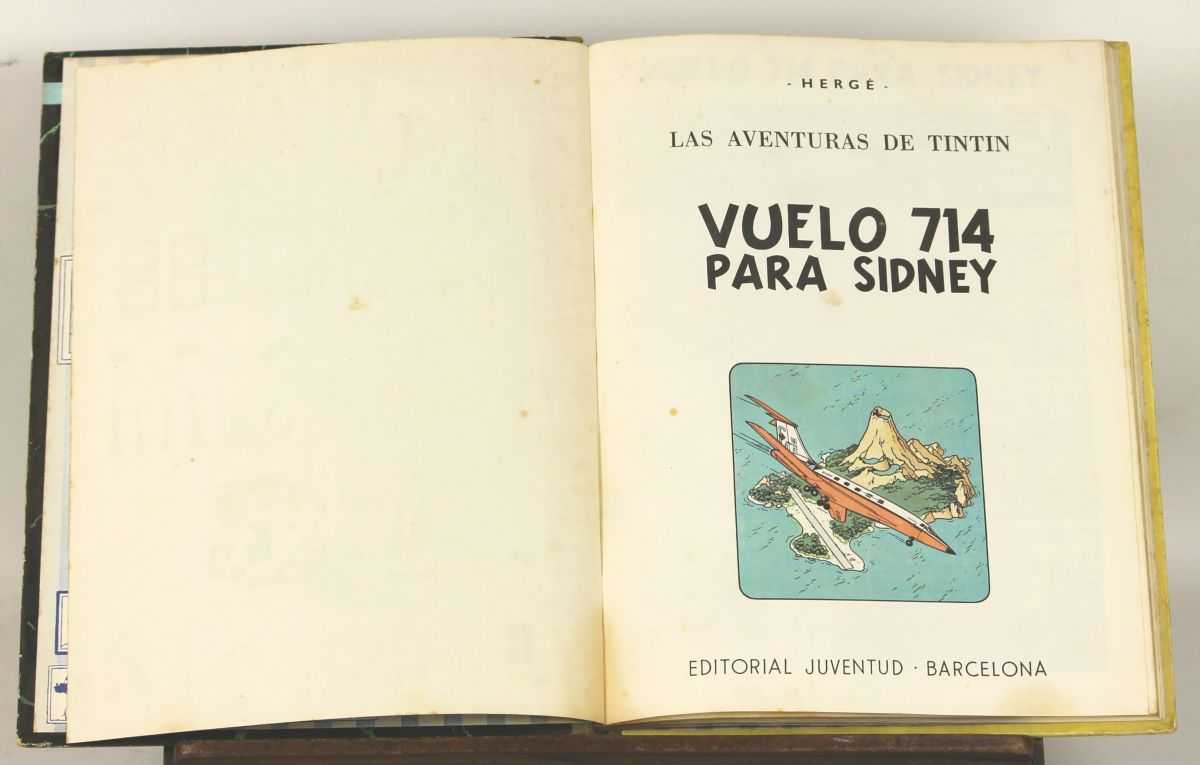 - HERGÉ -
LAS AVENTURAS DE TINTIN
VUELO 714
PARA SIDNEY
EDITORIAL JUVENTUD · BARCELONA